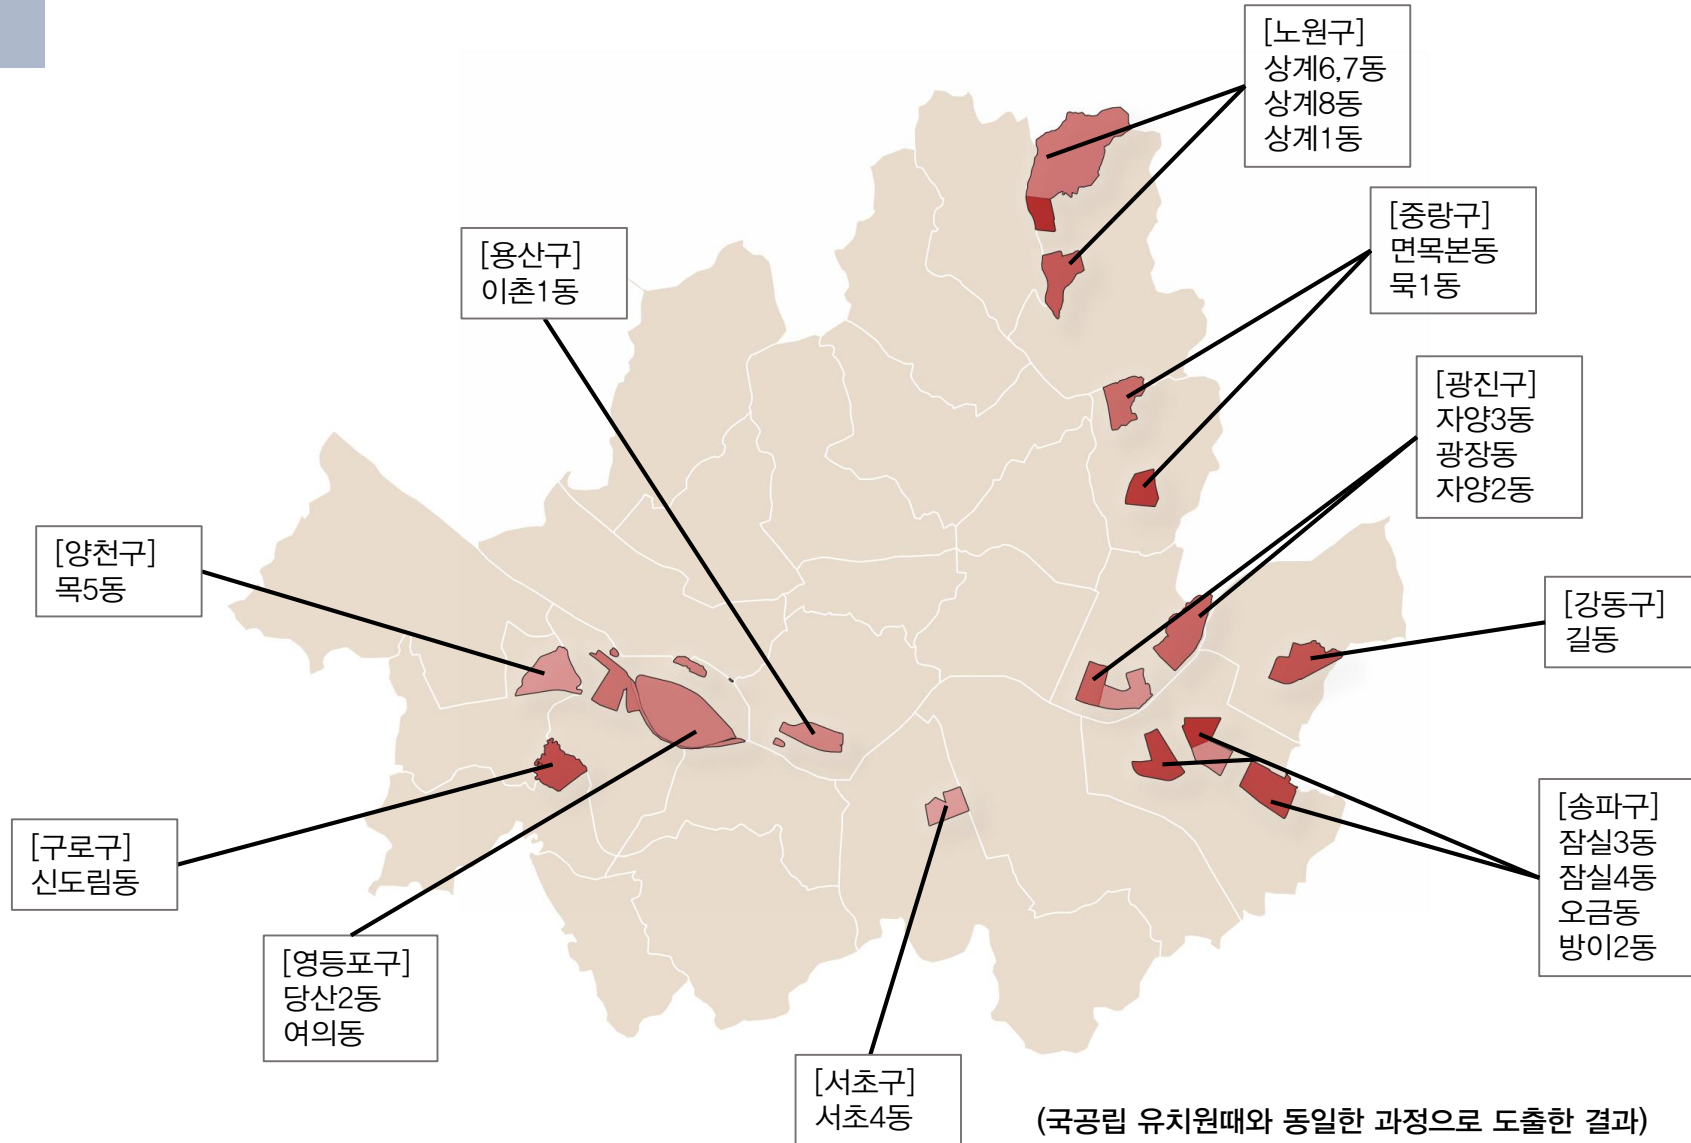 [노원구]
상계6,7동
상계8동
상계1동
[중랑구]
면목본동
묵1동
[용산구]
이촌1동
[광진구]
자양3동
광장동
자양2동
[양천구]
목5동
[강동구]
길동
[구로구]
신도림동
[송파구]
잠실3동
잠실4동
오금동
방이2동
[영등포구]
당산2동
여의동
[서초구]
서초4동
(국공립 유치원때와 동일한 과정으로 도출한 결과)